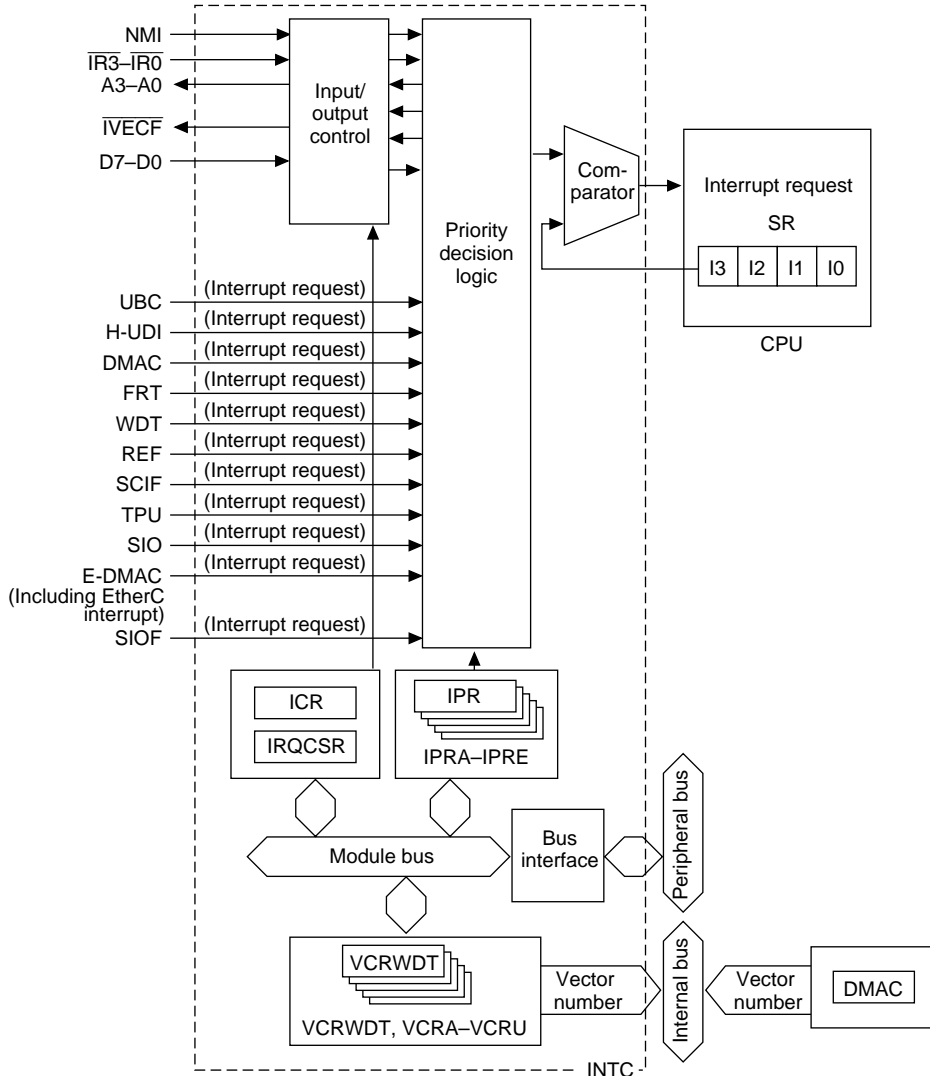 NMI
IR3–IR0
A3–A0
IVECF
D7–D0
Input/
output
control
Priority
decision
logic
Com-
parator
Interrupt request
SR
I3 I2 I1 I0
CPU
UBC (Interrupt request)
H-UDI (Interrupt request)
DMAC (Interrupt request)
FRT (Interrupt request)
WDT (Interrupt request)
REF (Interrupt request)
SCIF (Interrupt request)
TPU (Interrupt request)
SIO (Interrupt request)
E-DMAC (Interrupt request)
(Including EtherC
interrupt)
SIOF (Interrupt request)
ICR
IRQCSR
IPR
IPRA–IPRE
Module bus
Bus
interface
Peripheral bus
VCRWDT
VCRWDT, VCRA–VCRU
Vector
number
Internal bus
Vector
number
DMAC
INTC